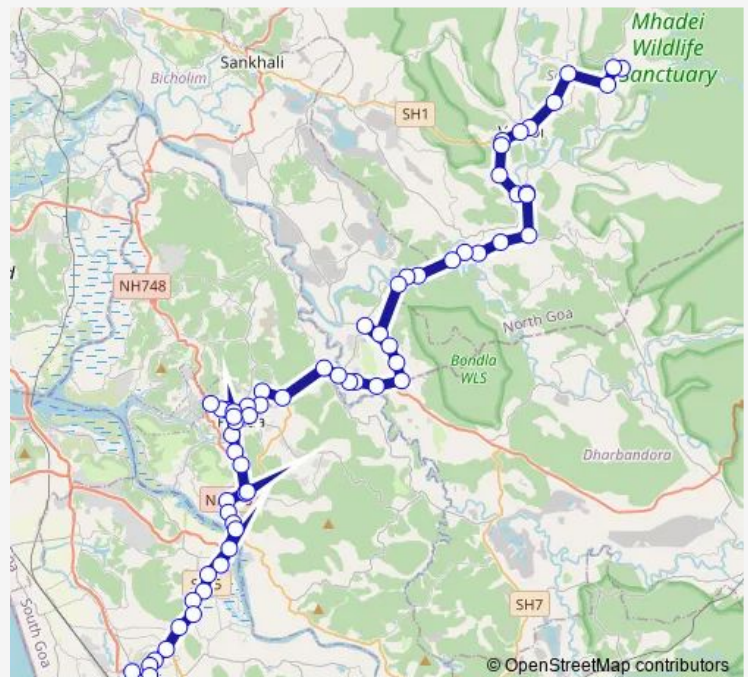 Mhadei
Wildlife
Sanctuary
Sankhali
Bicholim
SH1
NH748
North Goa
Bondla
WLS
Dharbandora
South Goa
SH7
© OpenStreetMap contributors